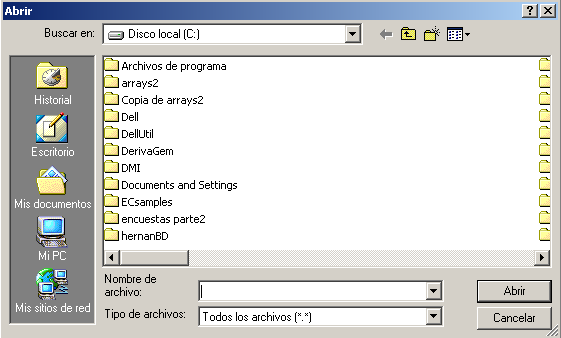 Abrir
Buscar en: Disco local (C:)
Historial
Escritorio
Mis documentos
Mi PC
Mis sitios de red
Archivos de programa
arrays2
Copia de arrays2
Dell
DellUtil
DerivaGem
DMI
Documents and Settings
ECsamples
encuestas parte2
hernanBD
Nombre de
archivo:
Abrir
Tipo de archivos: Todos los archivos (*.*)
Cancelar